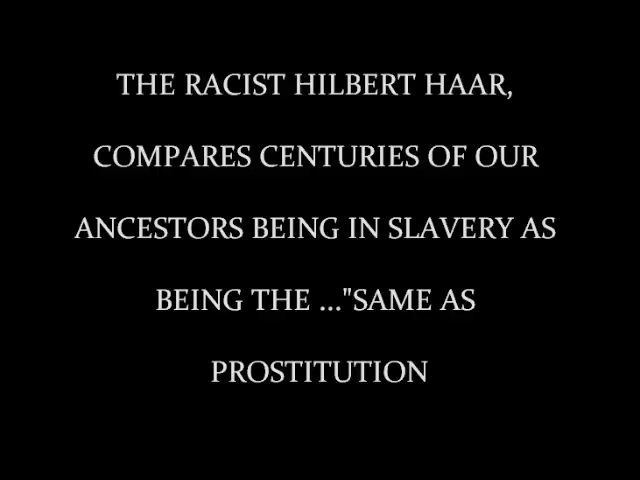 THE RACIST HILBERT HAAR,
COMPARES CENTURIES OF OUR
ANCESTORS BEING IN SLAVERY AS
BEING THE ..."SAME AS
PROSTITUTION